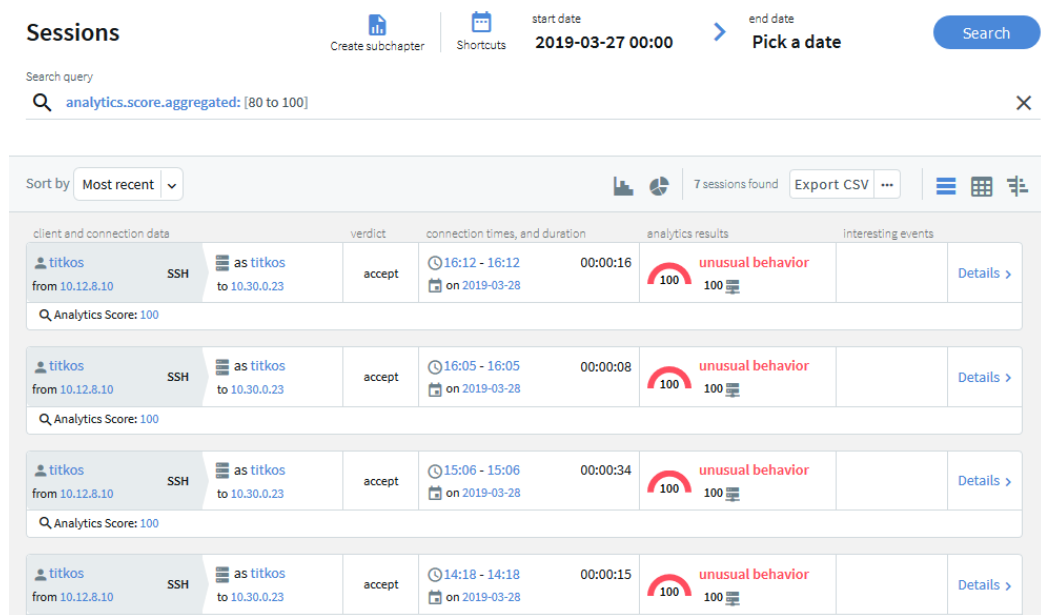 Sessions
Create subchapter
Shortcuts
start date
2019-03-27 00:00
end date
Pick a date
Search
Search query
analytics.score.aggregated: [80 to 100]
Sort by Most recent
7 sessions found
Export CSV
client and connection data verdict connection times, and duration analytics results interesting events
titkos SSH as titkos accept 16:12 - 16:12 00:00:16 100 unusual behavior Details
from 10.12.8.10 to 10.30.0.23 on 2019-03-28 100
Analytics Score: 100
titkos SSH as titkos accept 16:05 - 16:05 00:00:08 100 unusual behavior Details
from 10.12.8.10 to 10.30.0.23 on 2019-03-28 100
Analytics Score: 100
titkos SSH as titkos accept 15:06 - 15:06 00:00:34 100 unusual behavior Details
from 10.12.8.10 to 10.30.0.23 on 2019-03-28 100
Analytics Score: 100
titkos SSH as titkos accept 14:18 - 14:18 00:00:15 100 unusual behavior Details
from 10.12.8.10 to 10.30.0.23 on 2019-03-28 100